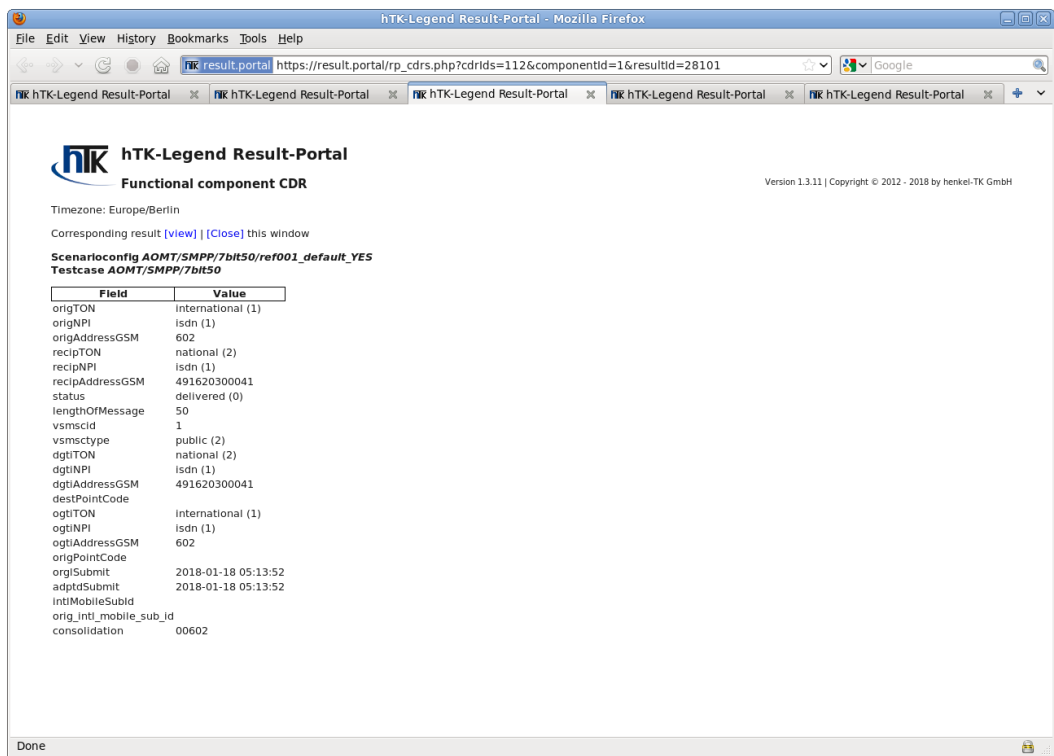 hTK-Legend Result-Portal - Mozilla Firefox
File Edit View History Bookmarks Tools Help
hTK result.portal https://result.portal/rp_cdrs.php?cdrIds=112&componentId=1&resultId=28101 Google
hTK hTK-Legend Result-Portal hTK hTK-Legend Result-Portal hTK hTK-Legend Result-Portal hTK hTK-Legend Result-Portal hTK hTK-Legend Result-Portal
hTK hTK-Legend Result-Portal
Functional component CDR
Version 1.3.11 | Copyright © 2012 - 2018 by henkel-TK GmbH
Timezone: Europe/Berlin
Corresponding result [view] | [Close] this window
Scenarioconfig AOMT/SMPP/7bit50/ref001_default_YES
Testcase AOMT/SMPP/7bit50
Field Value
origTON international (1)
origNPI isdn (1)
origAddressGSM 602
recipTON national (2)
recipNPI isdn (1)
recipAddressGSM 491620300041
status delivered (0)
lengthOfMessage 50
vsmscid 1
vsmsctype public (2)
dgtiTON national (2)
dgtiNPI isdn (1)
dgtiAddressGSM 491620300041
destPointCode
ogtiTON international (1)
ogtiNPI isdn (1)
ogtiAddressGSM 602
origPointCode
orglSubmit 2018-01-18 05:13:52
adptdSubmit 2018-01-18 05:13:52
intlMobileSubId
orig_intl_mobile_sub_id
consolidation 00602
Done